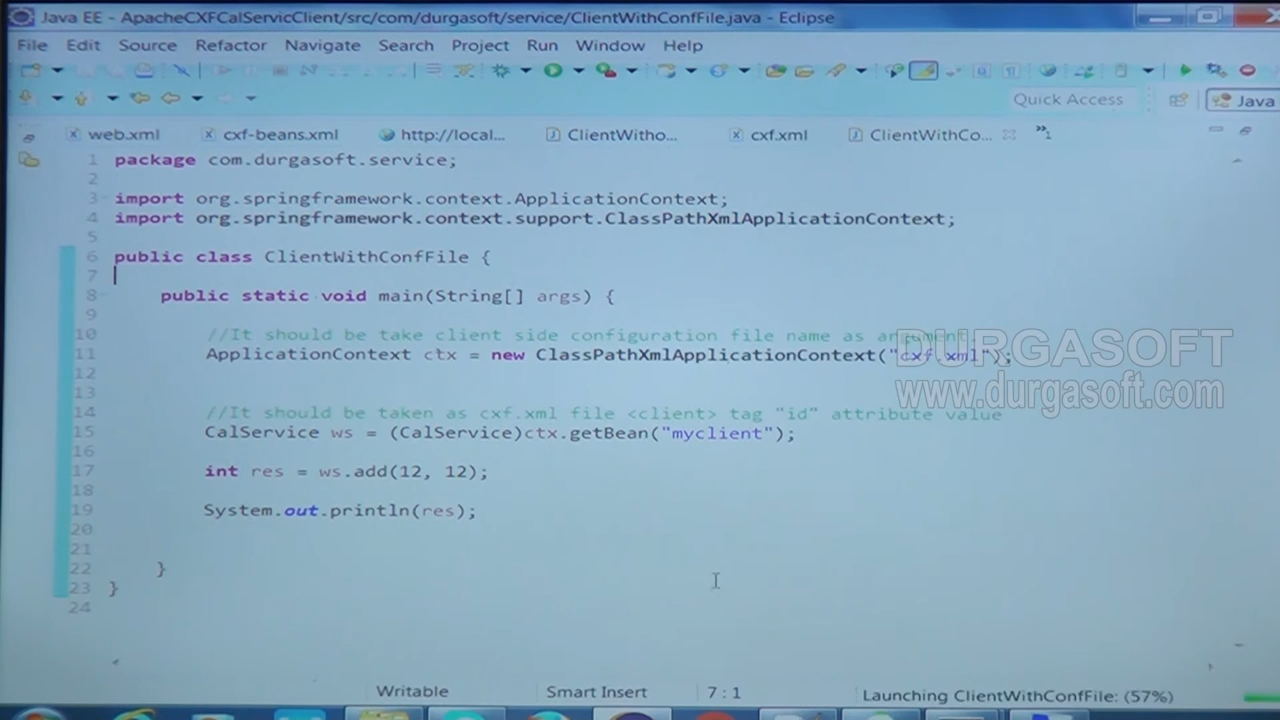 Java EE - ApacheCXFCalServicClient/src/com/durgasoft/service/ClientWithConfFile.java - Eclipse
File Edit Source Refactor Navigate Search Project Run Window Help
Quick Access
Java
web.xml cxf-beans.xml http://local... ClientWitho... cxf.xml ClientWithCo... 1
1 package com.durgasoft.service;
2
3 import org.springframework.context.ApplicationContext;
4 import org.springframework.context.support.ClassPathXmlApplicationContext;
5
6 public class ClientWithConfFile {
7
8 public static void main(String[] args) {
9
10 //It should be take client side configuration file name as argument
11 ApplicationContext ctx = new ClassPathXmlApplicationContext("cxf.xml");
12
13
14 //It should be taken as cxf.xml file <client> tag "id" attribute value
15 CalService ws = (CalService)ctx.getBean("myclient");
16
17 int res = ws.add(12, 12);
18
19 System.out.println(res);
20
21
22 }
23 }
24
DURGASOFT
www.durgasoft.com
Writable Smart Insert 7 : 1 Launching ClientWithConfFile: (57%)